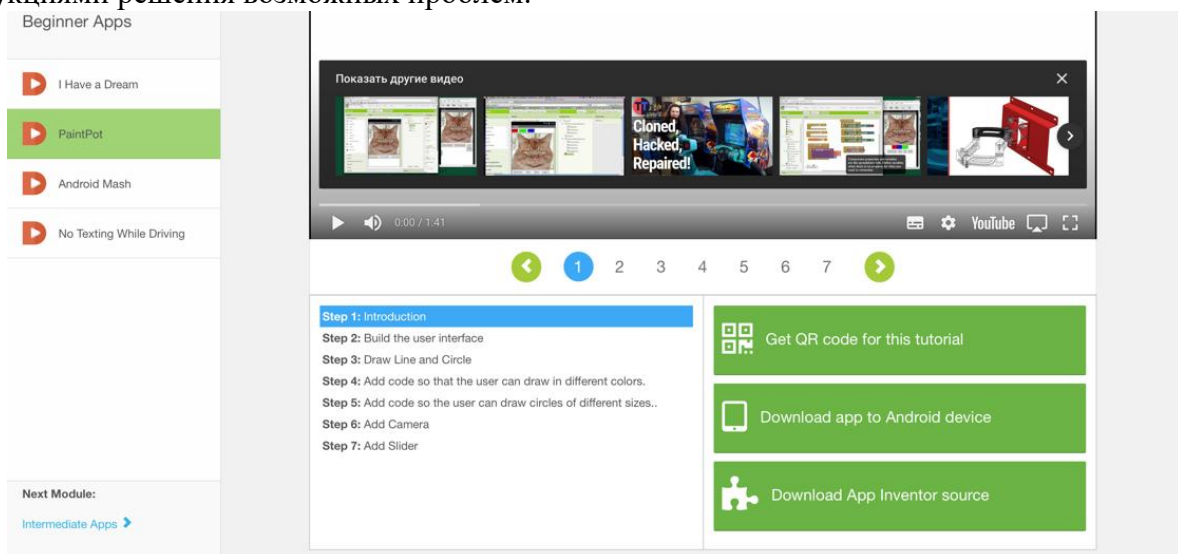 укциями решения возможных проблем.
Beginner Apps
I Have a Dream
PaintPot
Android Mash
No Texting While Driving
Next Module:
Intermediate Apps
Показать другие видео
Cloned,
Hacked,
Repaired!
0:00 / 1:41
YouTube
1 2 3 4 5 6 7
Step 1: Introduction
Step 2: Build the user interface
Step 3: Draw Line and Circle
Step 4: Add code so that the user can draw in different colors.
Step 5: Add code so the user can draw circles of different sizes..
Step 6: Add Camera
Step 7: Add Slider
Get QR code for this tutorial
Download app to Android device
Download App Inventor source